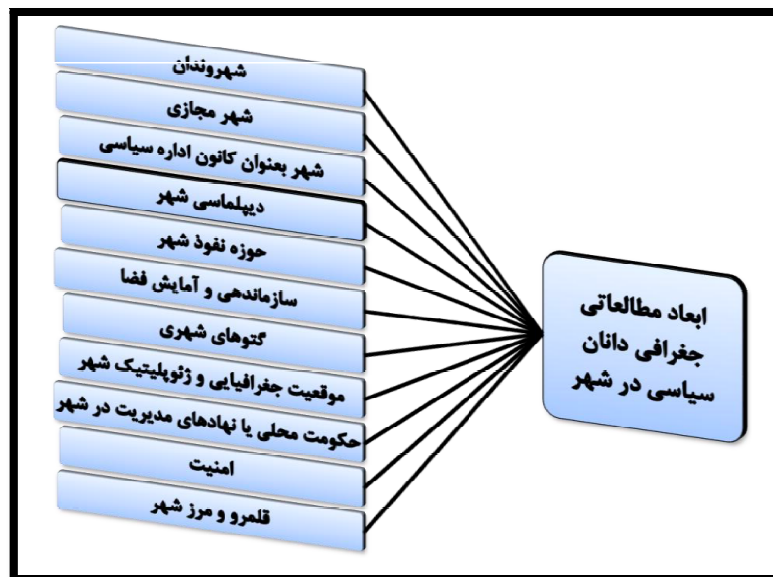 ابعاد مطالعاتی
جغرافی دانان
سیاسی در شهر
شهروندان
شهر مجازی
شهر بعنوان کانون اداره سیاسی
دیپلماسی شهر
حوزه نفوذ شهر
سازماندهی و آمایش فضا
گتوهای شهری
موقعیت جغرافیایی و ژئوپلیتیک شهر
حکومت محلی یا نهادهای مدیریت در شهر
امنیت
قلمرو و مرز شهر